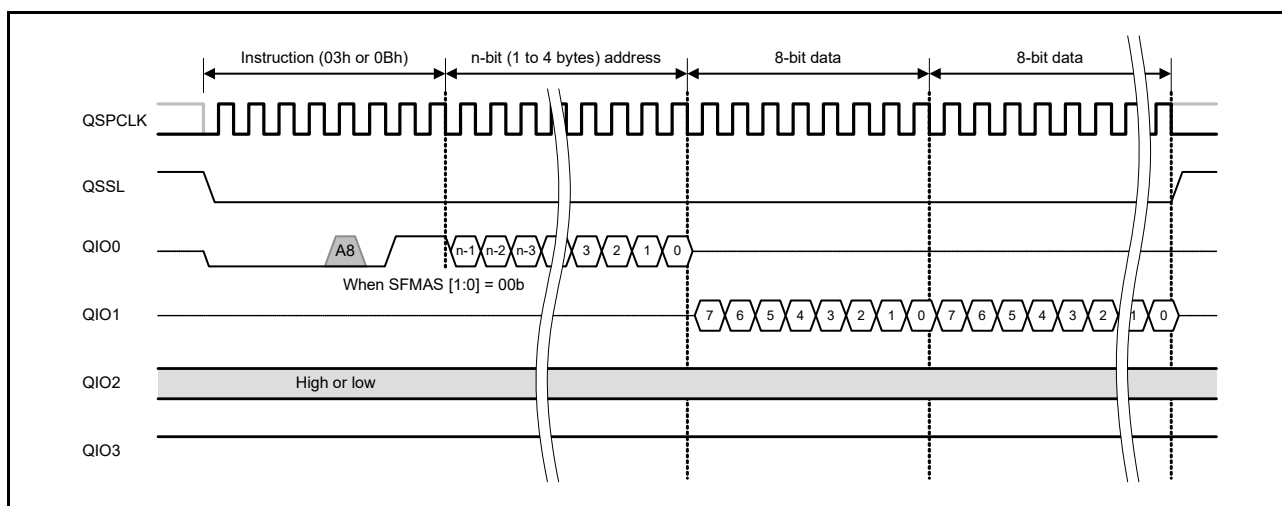 Instruction (03h or 0Bh) n-bit (1 to 4 bytes) address 8-bit data 8-bit data
QSPCLK
QSSL
QIO0 A8 n-1 n-2 n-3 3 2 1 0
When SFMAS [1:0] = 00b
QIO1 7 6 5 4 3 2 1 0 7 6 5 4 3 2 1 0
QIO2 High or low
QIO3